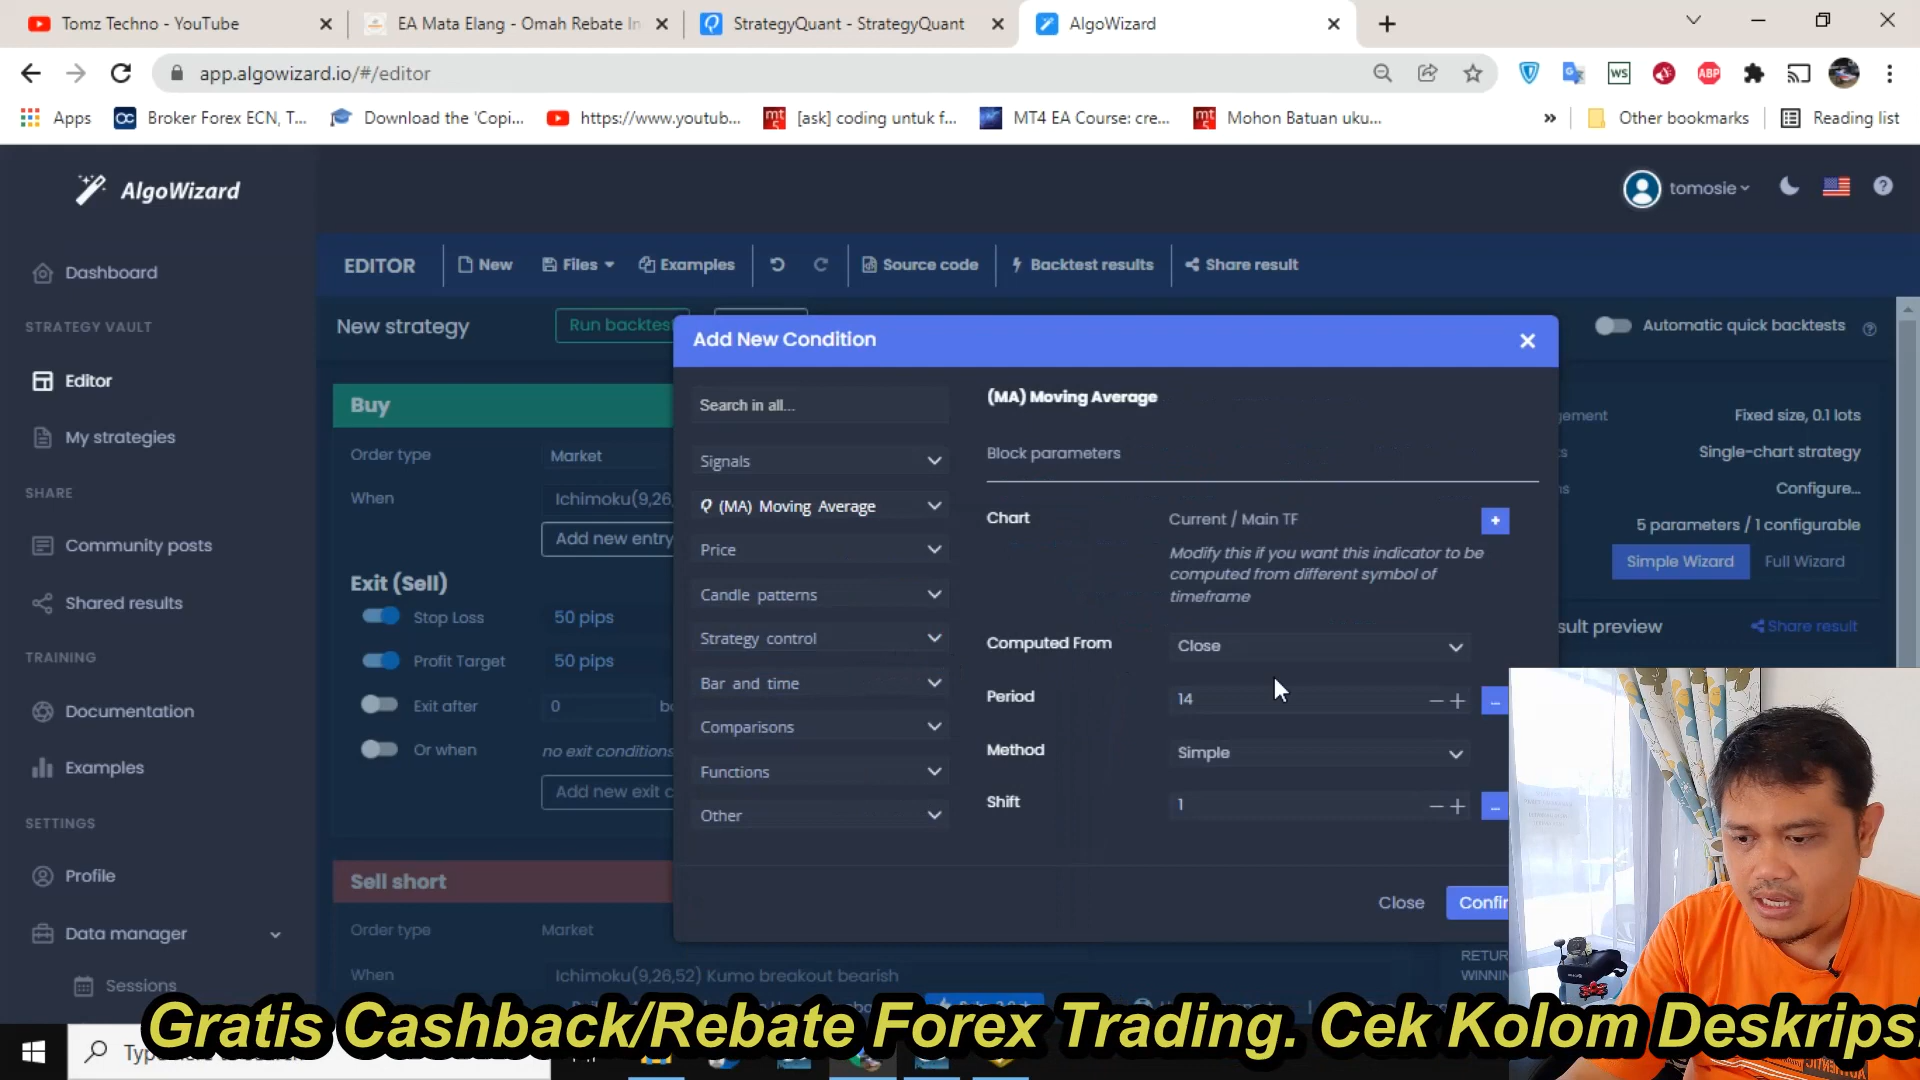 Tomz Techno - YouTube
EA Mata Elang - Omah Rebate In
StrategyQuant - StrategyQuant
AlgoWizard
app.algowizard.io/#/editor
WS
ABP
Apps
Broker Forex ECN, T...
Download the 'Copi...
https://www.youtub...
[ask] coding untuk f...
MT4 EA Course: cre...
Mohon Batuan uku...
»
Other bookmarks
Reading list
AlgoWizard
tomosie
EDITOR
New
Files
Examples
Source code
Backtest results
Share result
Dashboard
STRATEGY VAULT
Editor
My strategies
SHARE
Community posts
Shared results
TRAINING
Documentation
Examples
SETTINGS
Profile
Data manager
Sessions
New strategy
Run backtest
Automatic quick backtests
Buy
Order type
Market
When
Ichimoku(9,26,
Add new entry
Exit (Sell)
Stop Loss
50 pips
Profit Target
50 pips
Exit after
0
Or when
no exit conditions
Add new exit c
Sell short
Order type
Market
When
Ichimoku(9,26,52) Kumo breakout bearish
Add New Condition
Search in all...
Signals
(MA) Moving Average
Price
Candle patterns
Strategy control
Bar and time
Comparisons
Functions
Other
(MA) Moving Average
Block parameters
Chart
Current / Main TF
Modify this if you want this indicator to be
computed from different symbol of
timeframe
Computed From
Close
Period
14
Method
Simple
Shift
1
Close
Confir
gement
Fixed size, 0.1 lots
Single-chart strategy
Configure...
5 parameters / 1 configurable
Simple Wizard
Full Wizard
sult preview
Share result
RETUR
WINNIN
Gratis Cashback/Rebate Forex Trading. Cek Kolom Deskrips